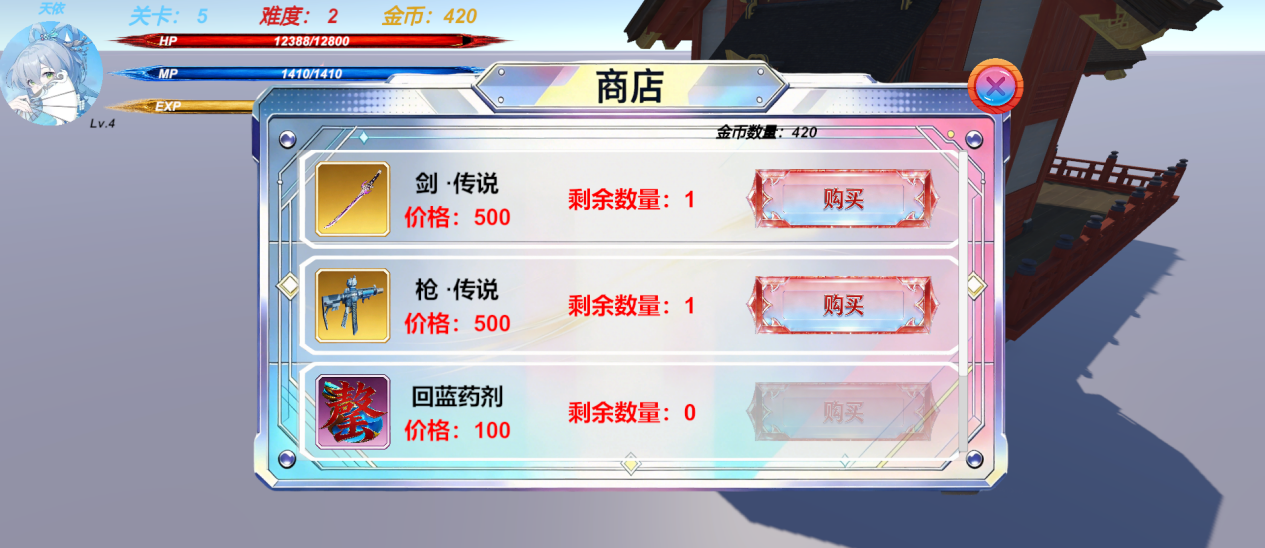 天依
关卡: 5 难度: 2 金币: 420
HP 12388/12800
MP 1410/1410
EXP
Lv.4
商店
金币数量: 420
剑 ·传说
价格: 500
剩余数量: 1
购买
枪 ·传说
价格: 500
剩余数量: 1
购买
回蓝药剂
价格: 100
剩余数量: 0
购买